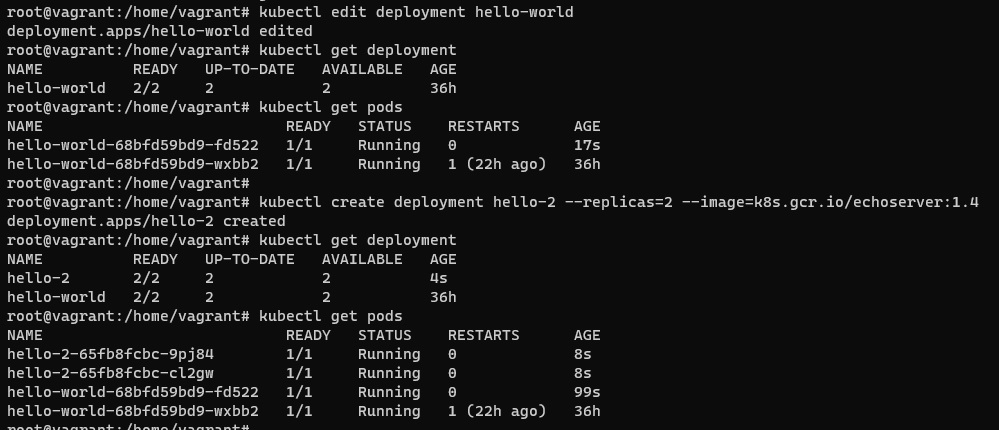 root@vagrant:/home/vagrant# kubectl edit deployment hello-world
deployment.apps/hello-world edited
root@vagrant:/home/vagrant# kubectl get deployment
NAME          READY   UP-TO-DATE   AVAILABLE   AGE
hello-world   2/2     2            2           36h
root@vagrant:/home/vagrant# kubectl get pods
NAME                           READY   STATUS    RESTARTS      AGE
hello-world-68bfd59bd9-fd522   1/1     Running   0             17s
hello-world-68bfd59bd9-wxbb2   1/1     Running   1 (22h ago)   36h
root@vagrant:/home/vagrant#
root@vagrant:/home/vagrant# kubectl create deployment hello-2 --replicas=2 --image=k8s.gcr.io/echoserver:1.4
deployment.apps/hello-2 created
root@vagrant:/home/vagrant# kubectl get deployment
NAME          READY   UP-TO-DATE   AVAILABLE   AGE
hello-2       2/2     2            2           4s
hello-world   2/2     2            2           36h
root@vagrant:/home/vagrant# kubectl get pods
NAME                           READY   STATUS    RESTARTS      AGE
hello-2-65fb8fcbc-9pj84        1/1     Running   0             8s
hello-2-65fb8fcbc-cl2gw        1/1     Running   0             8s
hello-world-68bfd59bd9-fd522   1/1     Running   0             99s
hello-world-68bfd59bd9-wxbb2   1/1     Running   1 (22h ago)   36h
root@vagrant:/home/vagrant#